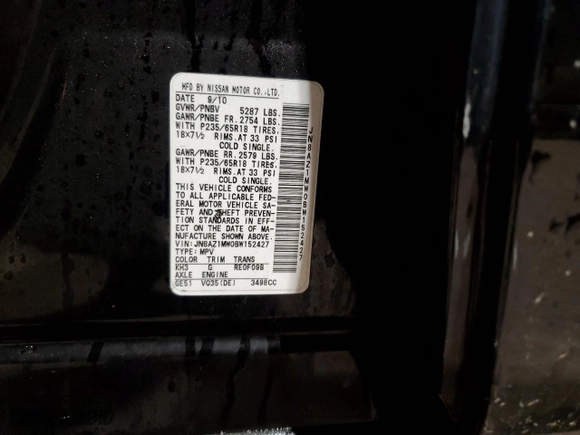 MFD BY NISSAN MOTOR CO.,LTD.
DATE 9/10
GVWR/PNBV 5287 LBS.
GAWR/PNBE FR. 2754 LBS.
WITH P235/65R18 TIRES.
18X7½ RIMS.AT 33 PSI
COLD SINGLE.
GAWR/PNBE RR. 2579 LBS.
WITH P235/65R18 TIRES.
18X7½ RIMS.AT 33 PSI
COLD SINGLE.
THIS VEHICLE CONFORMS
TO ALL APPLICABLE FED-
ERAL MOTOR VEHICLE SA-
FETY AND THEFT PREVEN-
TION STANDARDS IN EFF-
ECT ON THE DATE OF MA-
NUFACTURE SHOWN ABOVE.
VIN: JN8AZ1MW0BW152427
TYPE: MPV
COLOR TRIM TRANS
KH3 G RE0F09B
AXLE ENGINE
GE51 VQ35(DE) 3498CC
JN8AZ1MW0BW152427